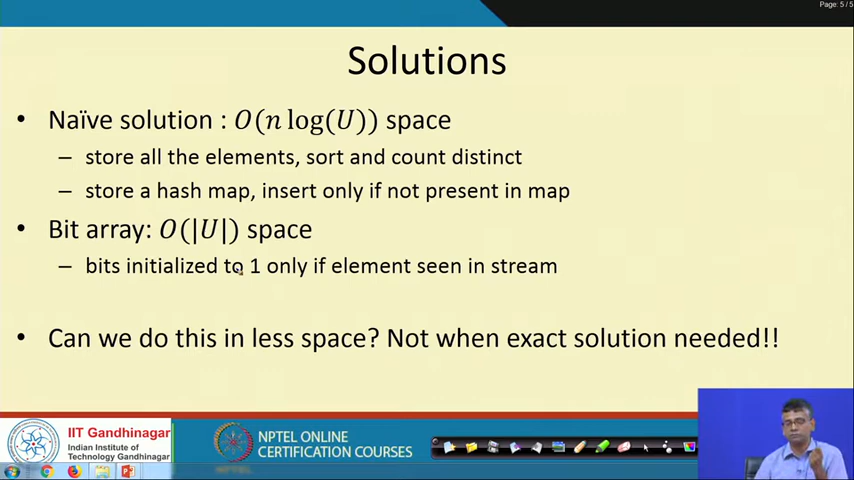 Page: 5 / 5
Solutions
• Naïve solution : O(n log(U)) space
– store all the elements, sort and count distinct
– store a hash map, insert only if not present in map
• Bit array: O(|U|) space
– bits initialized to 1 only if element seen in stream
• Can we do this in less space? Not when exact solution needed!!
IIT Gandhinagar
Indian Institute of
Technology Gandhinagar
NPTEL ONLINE
CERTIFICATION COURSES
NPTEL